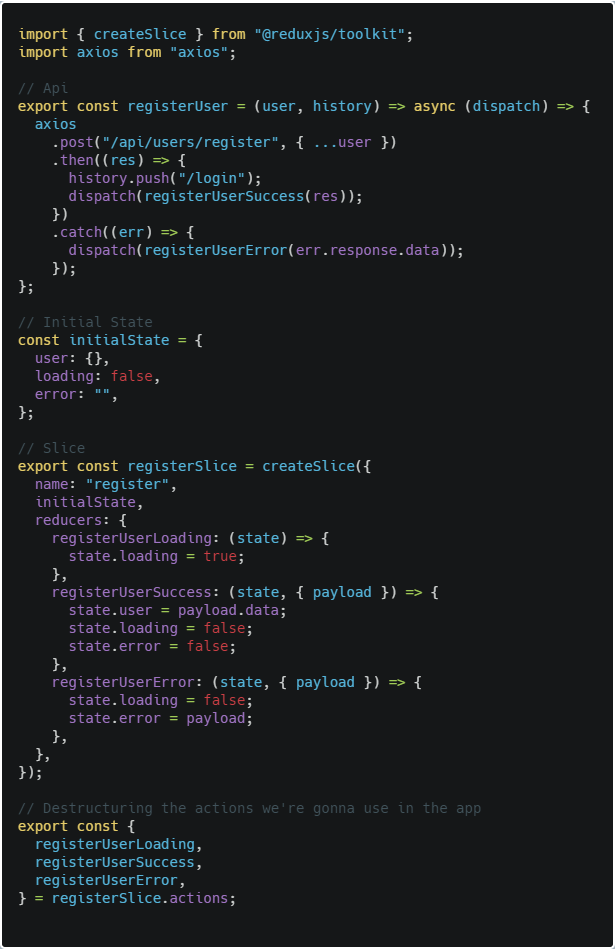 import { createSlice } from "@reduxjs/toolkit";
import axios from "axios";

// Api
export const registerUser = (user, history) => async (dispatch) => {
  axios
    .post("/api/users/register", { ...user })
    .then((res) => {
      history.push("/login");
      dispatch(registerUserSuccess(res));
    })
    .catch((err) => {
      dispatch(registerUserError(err.response.data));
    });
};

// Initial State
const initialState = {
  user: {},
  loading: false,
  error: "",
};

// Slice
export const registerSlice = createSlice({
  name: "register",
  initialState,
  reducers: {
    registerUserLoading: (state) => {
      state.loading = true;
    },
    registerUserSuccess: (state, { payload }) => {
      state.user = payload.data;
      state.loading = false;
      state.error = false;
    },
    registerUserError: (state, { payload }) => {
      state.loading = false;
      state.error = payload;
    },
  },
});

// Destructuring the actions we're gonna use in the app
export const {
  registerUserLoading,
  registerUserSuccess,
  registerUserError,
} = registerSlice.actions;